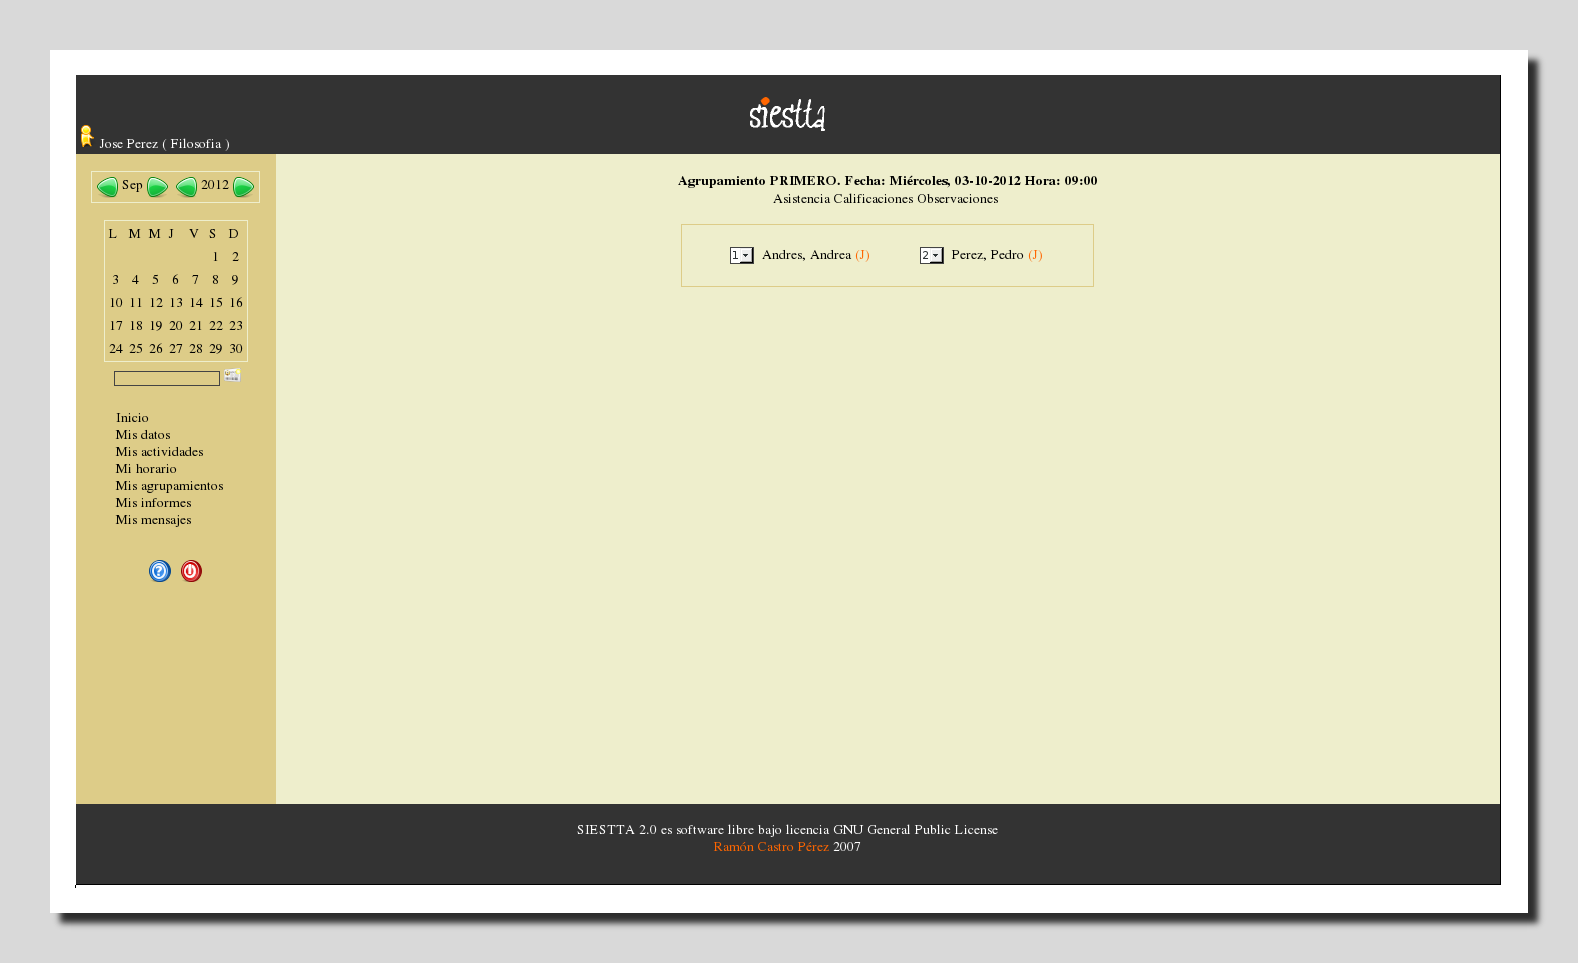 siestta
Jose Perez ( Filosofia )
Sep 2012
L M M J V S D
1 2
3 4 5 6 7 8 9
10 11 12 13 14 15 16
17 18 19 20 21 22 23
24 25 26 27 28 29 30
Inicio
Mis datos
Mis actividades
Mi horario
Mis agrupamientos
Mis informes
Mis mensajes
?
Agrupamiento PRIMERO. Fecha: Miércoles, 03-10-2012 Hora: 09:00
Asistencia Calificaciones Observaciones
1 Andres, Andrea (J) 2 Perez, Pedro (J)
SIESTTA 2.0 es software libre bajo licencia GNU General Public License
Ramón Castro Pérez 2007